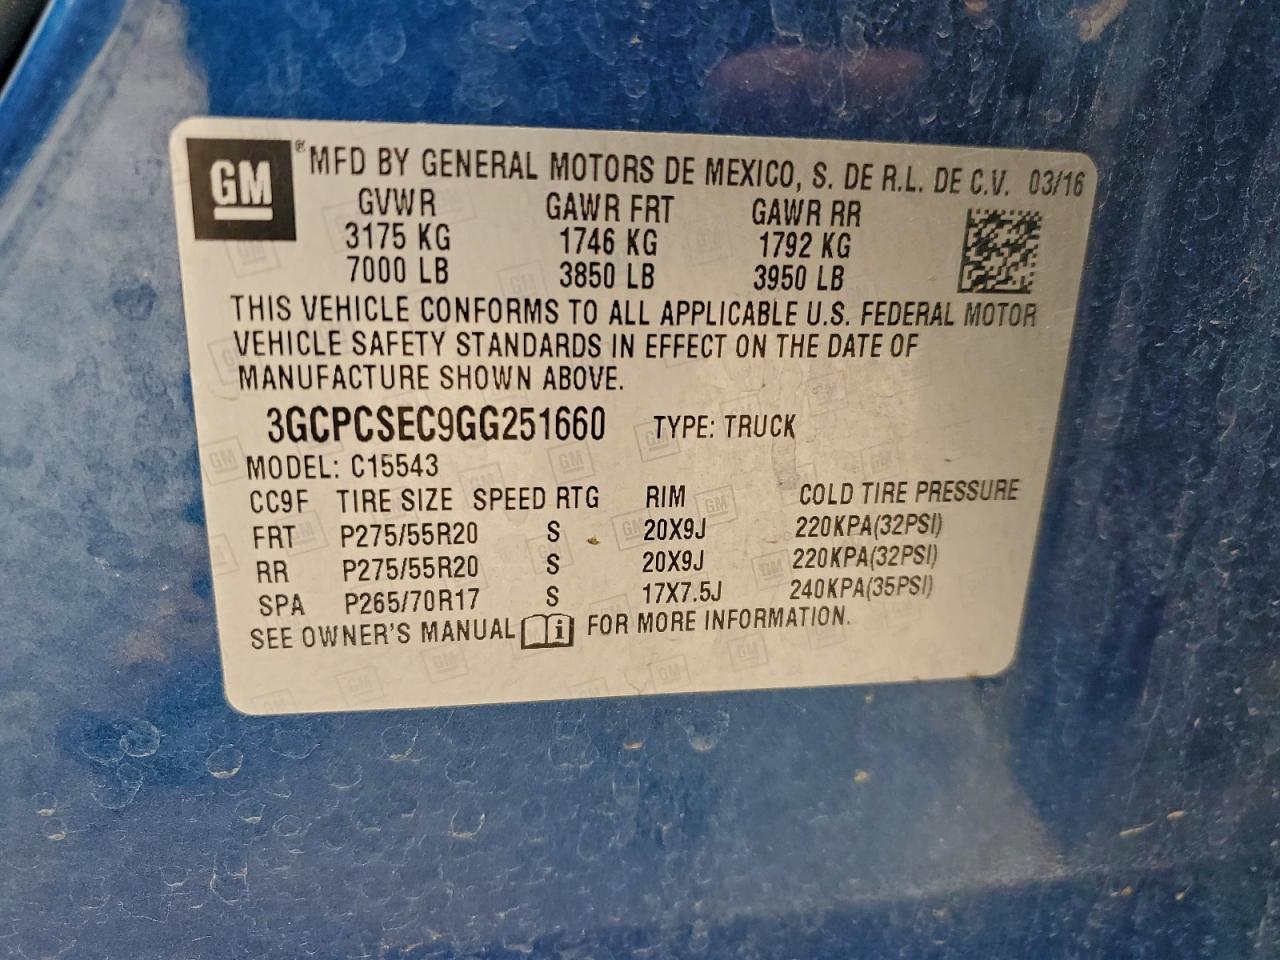 GM® MFD BY GENERAL MOTORS DE MEXICO, S. DE R.L. DE C.V. 03/16
GVWR GAWR FRT GAWR RR
3175 KG 1746 KG 1792 KG
7000 LB 3850 LB 3950 LB
THIS VEHICLE CONFORMS TO ALL APPLICABLE U.S. FEDERAL MOTOR
VEHICLE SAFETY STANDARDS IN EFFECT ON THE DATE OF
MANUFACTURE SHOWN ABOVE.
3GCPCSEC9GG251660 TYPE: TRUCK
MODEL: C15543
CC9F TIRE SIZE SPEED RTG RIM COLD TIRE PRESSURE
FRT P275/55R20 S 20X9J 220KPA(32PSI)
RR P275/55R20 S 20X9J 220KPA(32PSI)
SPA P265/70R17 S 17X7.5J 240KPA(35PSI)
SEE OWNER'S MANUAL FOR MORE INFORMATION.